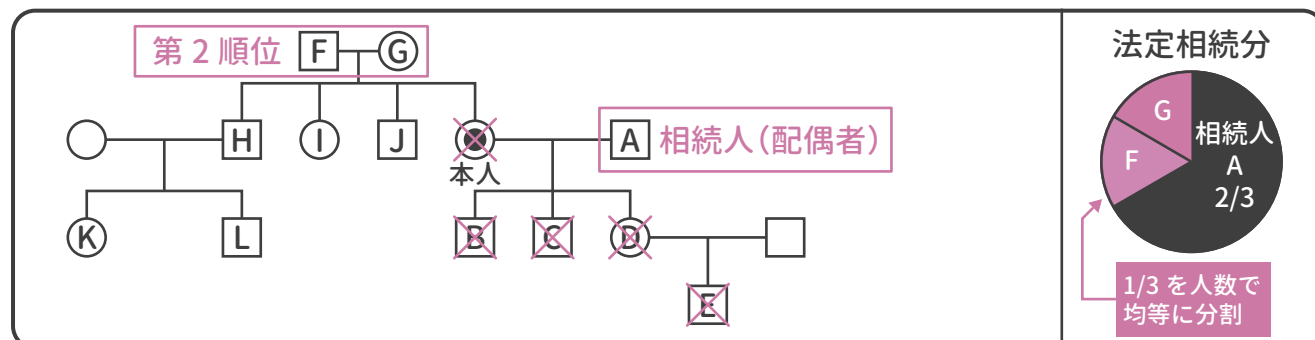 第2順位 F G
H I J 本人 A 相続人（配偶者）
K L B C D
E
法定相続分
G
F
相続人
A
2/3
1/3 を人数で
均等に分割